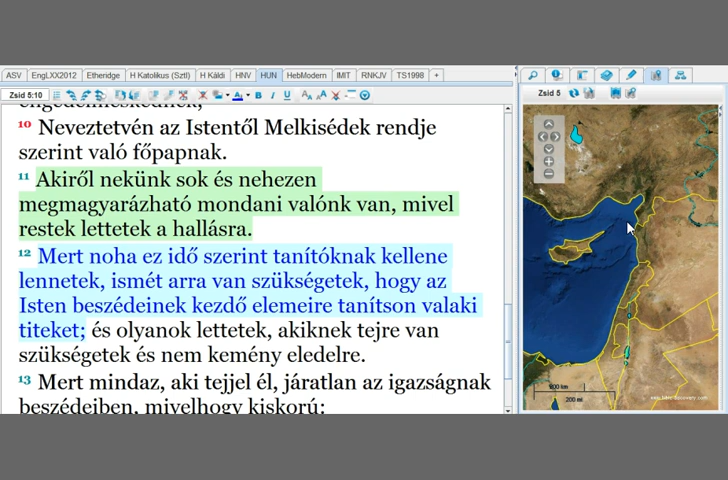 ASV EngLXX2012 Etheridge H Katolikus (Sztl) H Káldi HNV HUN HebModern IMIT RNKJV TS1998 +
Zsid 5:10
Zsid 5
10 Neveztetvén az Istentől Melkisédek rendje
szerint való főpapnak.
11 Akiről nekünk sok és nehezen
megmagyarázható mondani valónk van, mivel
restek lettetek a hallásra.
12 Mert noha ez idő szerint tanítóknak kellene
lennetek, ismét arra van szükségetek, hogy az
Isten beszédeinek kezdő elemeire tanítson valaki
titeket; és olyanok lettetek, akiknek tejre van
szükségetek és nem kemény eledelre.
13 Mert mindaz, aki tejjel él, járatlan az igazságnak
beszédeiben, mivelhogy kiskorú:
200 km
200 mi